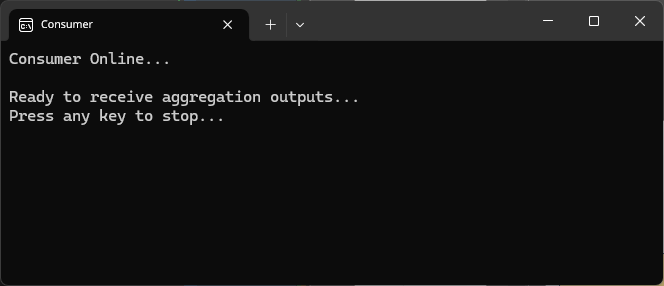 Consumer
Consumer Online...
Ready to receive aggregation outputs...
Press any key to stop...